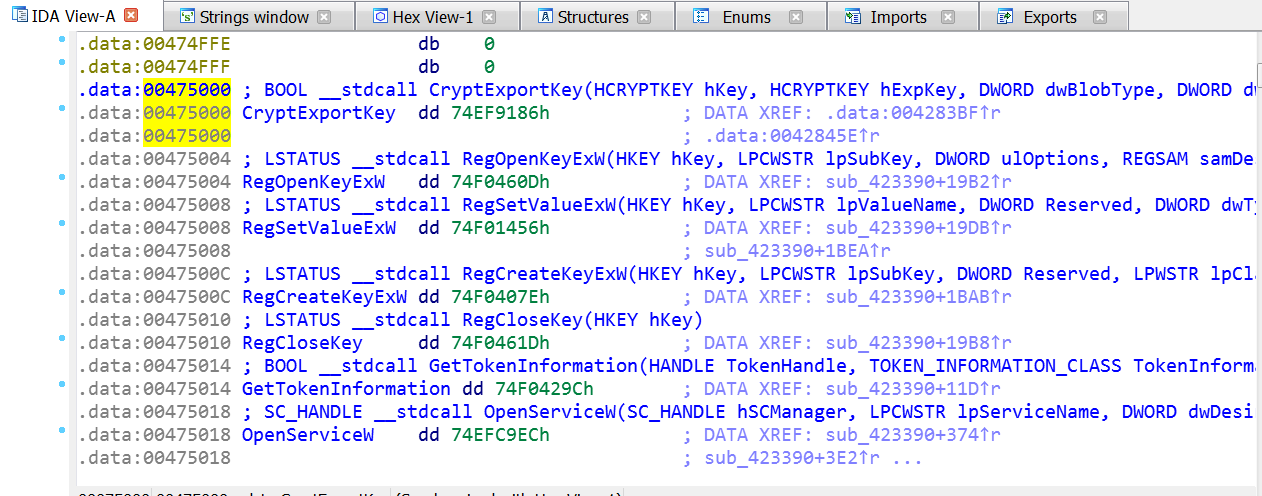 IDA View-A Strings window Hex View-1 Structures Enums Imports Exports
.data:00474FFE db 0
.data:00474FFF db 0
.data:00475000 ; BOOL __stdcall CryptExportKey(HCRYPTKEY hKey, HCRYPTKEY hExpKey, DWORD dwBlobType, DWORD dw
.data:00475000 CryptExportKey dd 74EF9186h ; DATA XREF: .data:004283BF↑r
.data:00475000 ; .data:0042845E↑r
.data:00475004 ; LSTATUS __stdcall RegOpenKeyExW(HKEY hKey, LPCWSTR lpSubKey, DWORD ulOptions, REGSAM samDe
.data:00475004 RegOpenKeyExW dd 74F0460Dh ; DATA XREF: sub_423390+19B2↑r
.data:00475008 ; LSTATUS __stdcall RegSetValueExW(HKEY hKey, LPCWSTR lpValueName, DWORD Reserved, DWORD dwTy
.data:00475008 RegSetValueExW dd 74F01456h ; DATA XREF: sub_423390+19DB↑r
.data:00475008 ; sub_423390+1BEA↑r
.data:0047500C ; LSTATUS __stdcall RegCreateKeyExW(HKEY hKey, LPCWSTR lpSubKey, DWORD Reserved, LPWSTR lpCla
.data:0047500C RegCreateKeyExW dd 74F0407Eh ; DATA XREF: sub_423390+1BAB↑r
.data:00475010 ; LSTATUS __stdcall RegCloseKey(HKEY hKey)
.data:00475010 RegCloseKey dd 74F0461Dh ; DATA XREF: sub_423390+19B8↑r
.data:00475014 ; BOOL __stdcall GetTokenInformation(HANDLE TokenHandle, TOKEN_INFORMATION_CLASS TokenInforma
.data:00475014 GetTokenInformation dd 74F0429Ch ; DATA XREF: sub_423390+11D↑r
.data:00475018 ; SC_HANDLE __stdcall OpenServiceW(SC_HANDLE hSCManager, LPCWSTR lpServiceName, DWORD dwDesi
.data:00475018 OpenServiceW dd 74EFC9ECh ; DATA XREF: sub_423390+374↑r
.data:00475018 ; sub_423390+3E2↑r ...